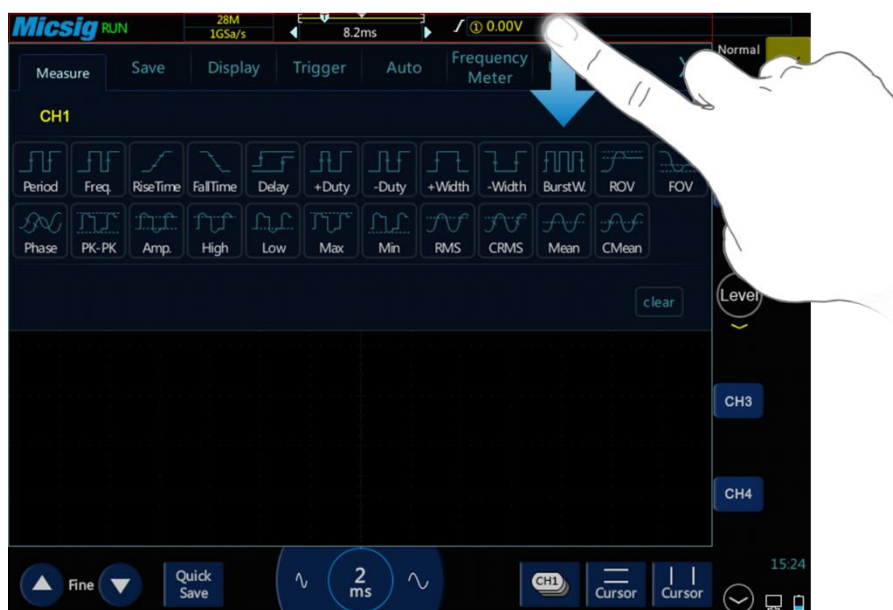 Micsig RUN
28M
1GSa/s
8.2ms
① 0.00V
Normal
Measure
Save
Display
Trigger
Auto
Frequency
Meter
CH1
Period
Freq.
RiseTime
FallTime
Delay
+Duty
-Duty
+Width
-Width
BurstW.
ROV
FOV
Phase
PK-PK
Amp.
High
Low
Max
Min
RMS
CRMS
Mean
CMean
clear
Level
CH3
CH4
Fine
Quick
Save
2
ms
CH1
Cursor
Cursor
15:24